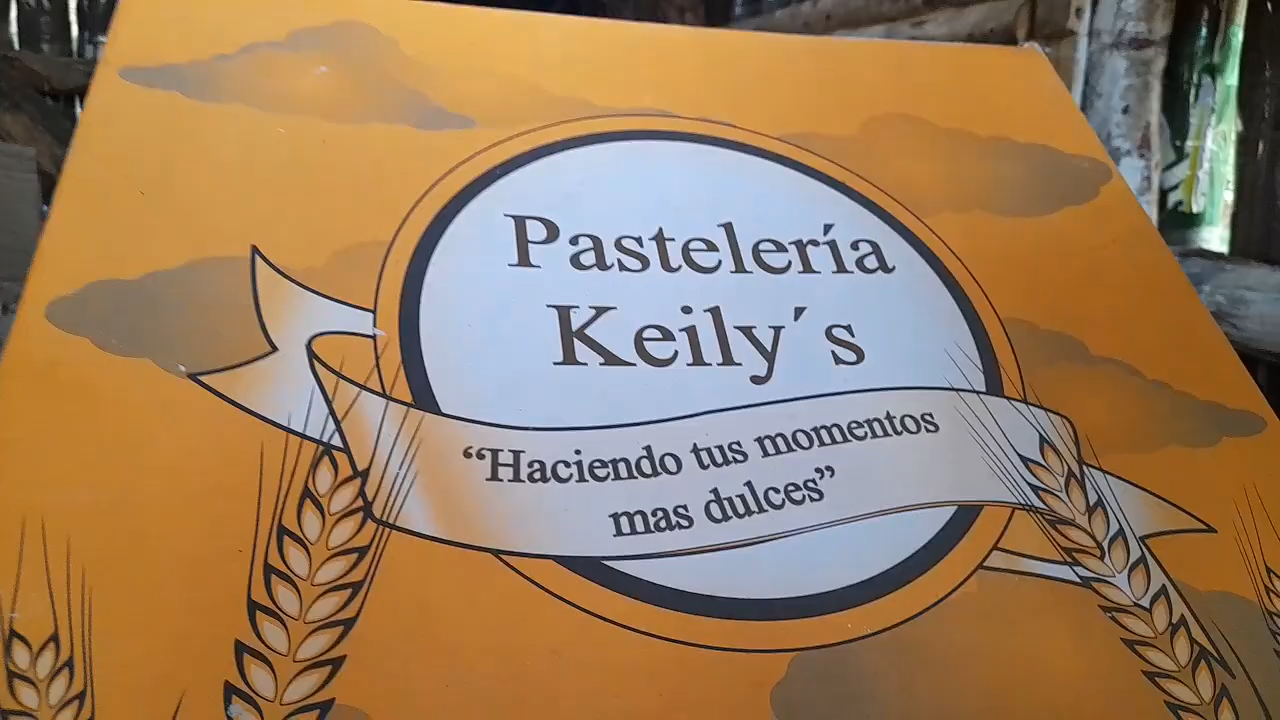 Pastelería
Keily´s
“Haciendo tus momentos
mas dulces”